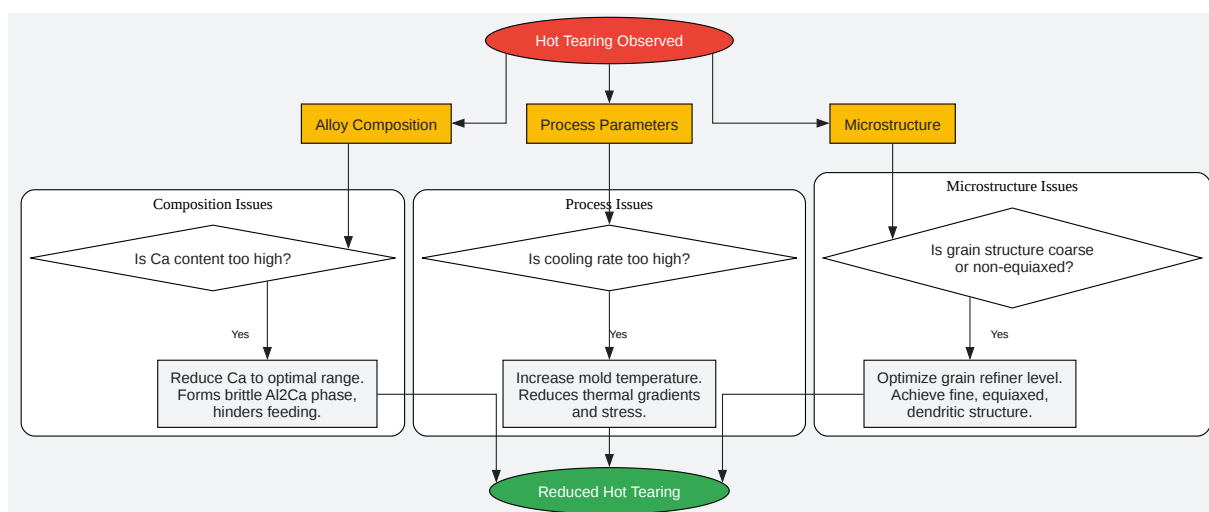 Hot Tearing Observed
Alloy Composition
Process Parameters
Microstructure
Composition Issues
Process Issues
Microstructure Issues
Is Ca content too high?
Is cooling rate too high?
Is grain structure coarse
or non-equiaxed?
Yes
Yes
Yes
Reduce Ca to optimal range.
Forms brittle Al2Ca phase,
hinders feeding.
Increase mold temperature.
Reduces thermal gradients
and stress.
Optimize grain refiner level.
Achieve fine, equiaxed,
dendritic structure.
Reduced Hot Tearing